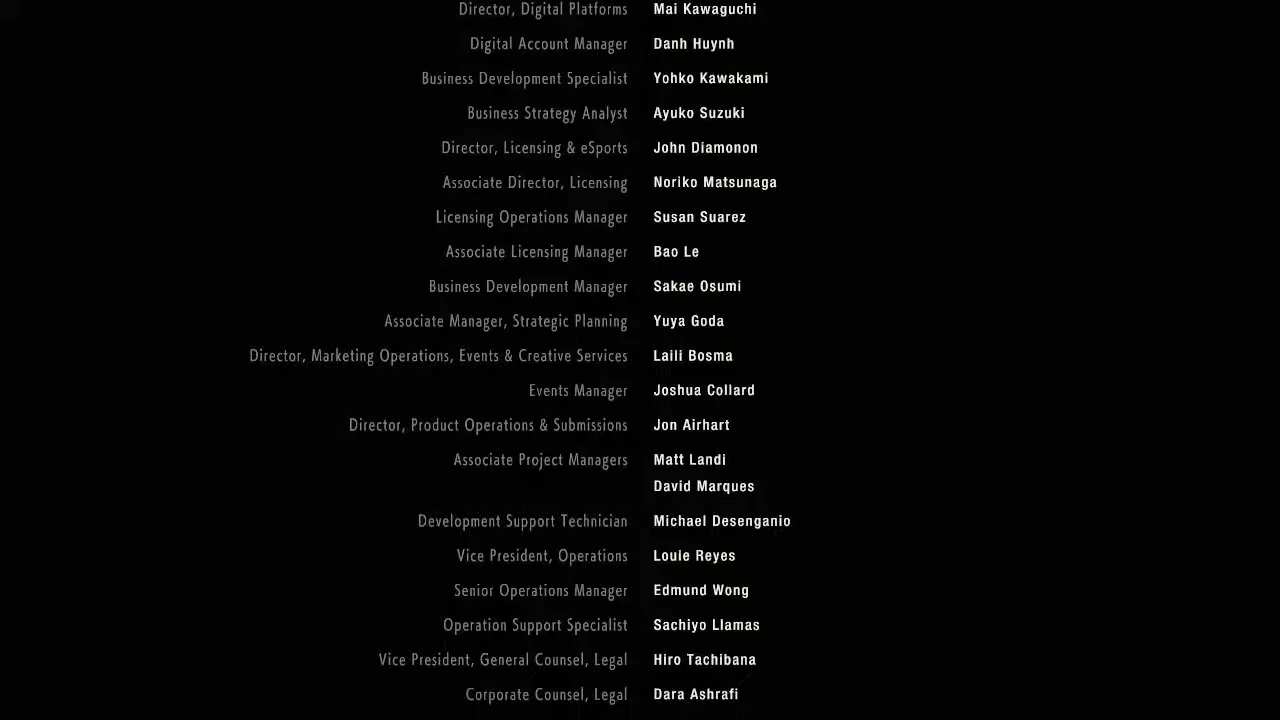 Director, Digital Platforms Mai Kawaguchi
Digital Account Manager Danh Huynh
Business Development Specialist Yohko Kawakami
Business Strategy Analyst Ayuko Suzuki
Director, Licensing & eSports John Diamonon
Associate Director, Licensing Noriko Matsunaga
Licensing Operations Manager Susan Suarez
Associate Licensing Manager Bao Le
Business Development Manager Sakae Osumi
Associate Manager, Strategic Planning Yuya Goda
Director, Marketing Operations, Events & Creative Services Laili Bosma
Events Manager Joshua Collard
Director, Product Operations & Submissions Jon Airhart
Associate Project Managers Matt Landi
David Marques
Development Support Technician Michael Desenganio
Vice President, Operations Louie Reyes
Senior Operations Manager Edmund Wong
Operation Support Specialist Sachiyo Llamas
Vice President, General Counsel, Legal Hiro Tachibana
Corporate Counsel, Legal Dara Ashrafi